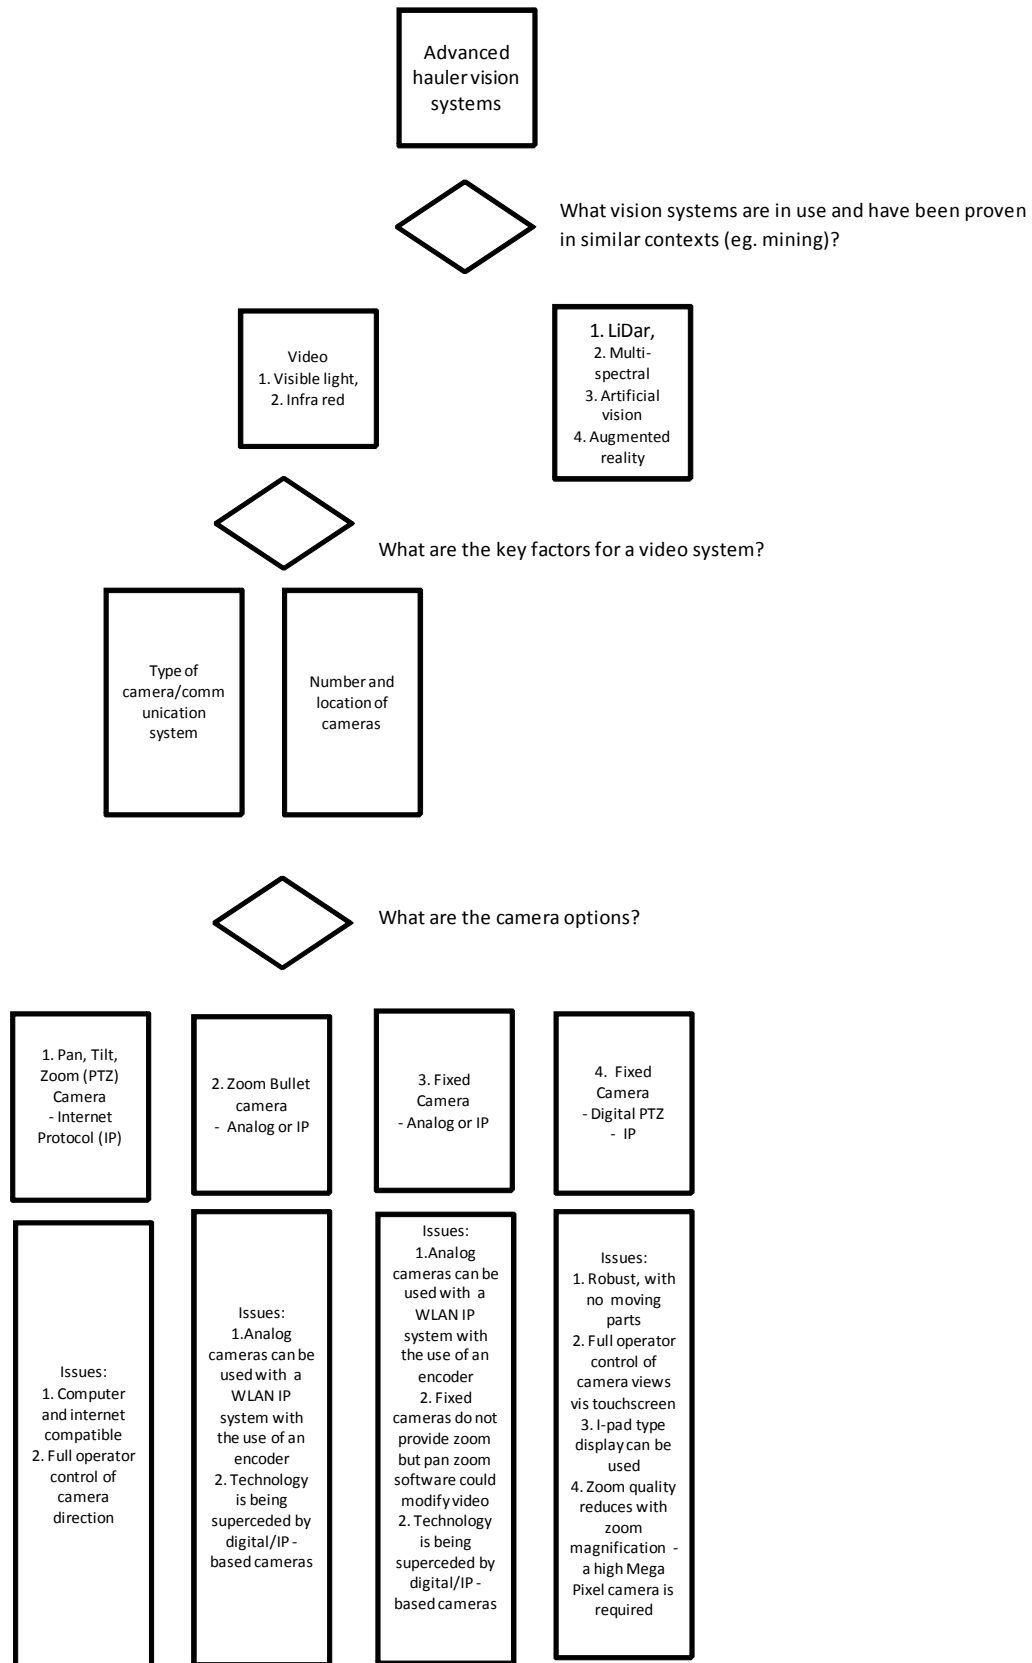 Advanced
hauler vision
systems
What vision systems are in use and have been proven
in similar contexts (eg. mining)?
Video
1. Visible light,
2. Infra red
1. LiDar,
2. Multi-
spectral
3. Artificial
vision
4. Augmented
reality
What are the key factors for a video system?
Type of
camera/comm
unication
system
Number and
location of
cameras
What are the camera options?
1. Pan, Tilt,
Zoom (PTZ)
Camera
- Internet
Protocol (IP)
2. Zoom Bullet
camera
- Analog or IP
3. Fixed
Camera
- Analog or IP
4. Fixed
Camera
- Digital PTZ
- IP
Issues:
1. Computer
and internet
compatible
2. Full operator
control of
camera
direction
Issues:
1.Analog
cameras can be
used with a
WLAN IP
system with
the use of an
encoder
2. Technology
is being
superceded by
digital/IP-
based cameras
Issues:
1.Analog
cameras can be
used with a
WLAN IP
system with
the use of an
encoder
2. Fixed
cameras do not
provide zoom
but pan zoom
software could
modify video
2. Technology
is being
superceded by
digital/IP-
based cameras
Issues:
1. Robust, with
no moving
parts
2. Full operator
control of
camera views
vis touchscreen
3. I-pad type
display can be
used
4. Zoom quality
reduces with
zoom
magnification -
a high Mega
Pixel camera is
required